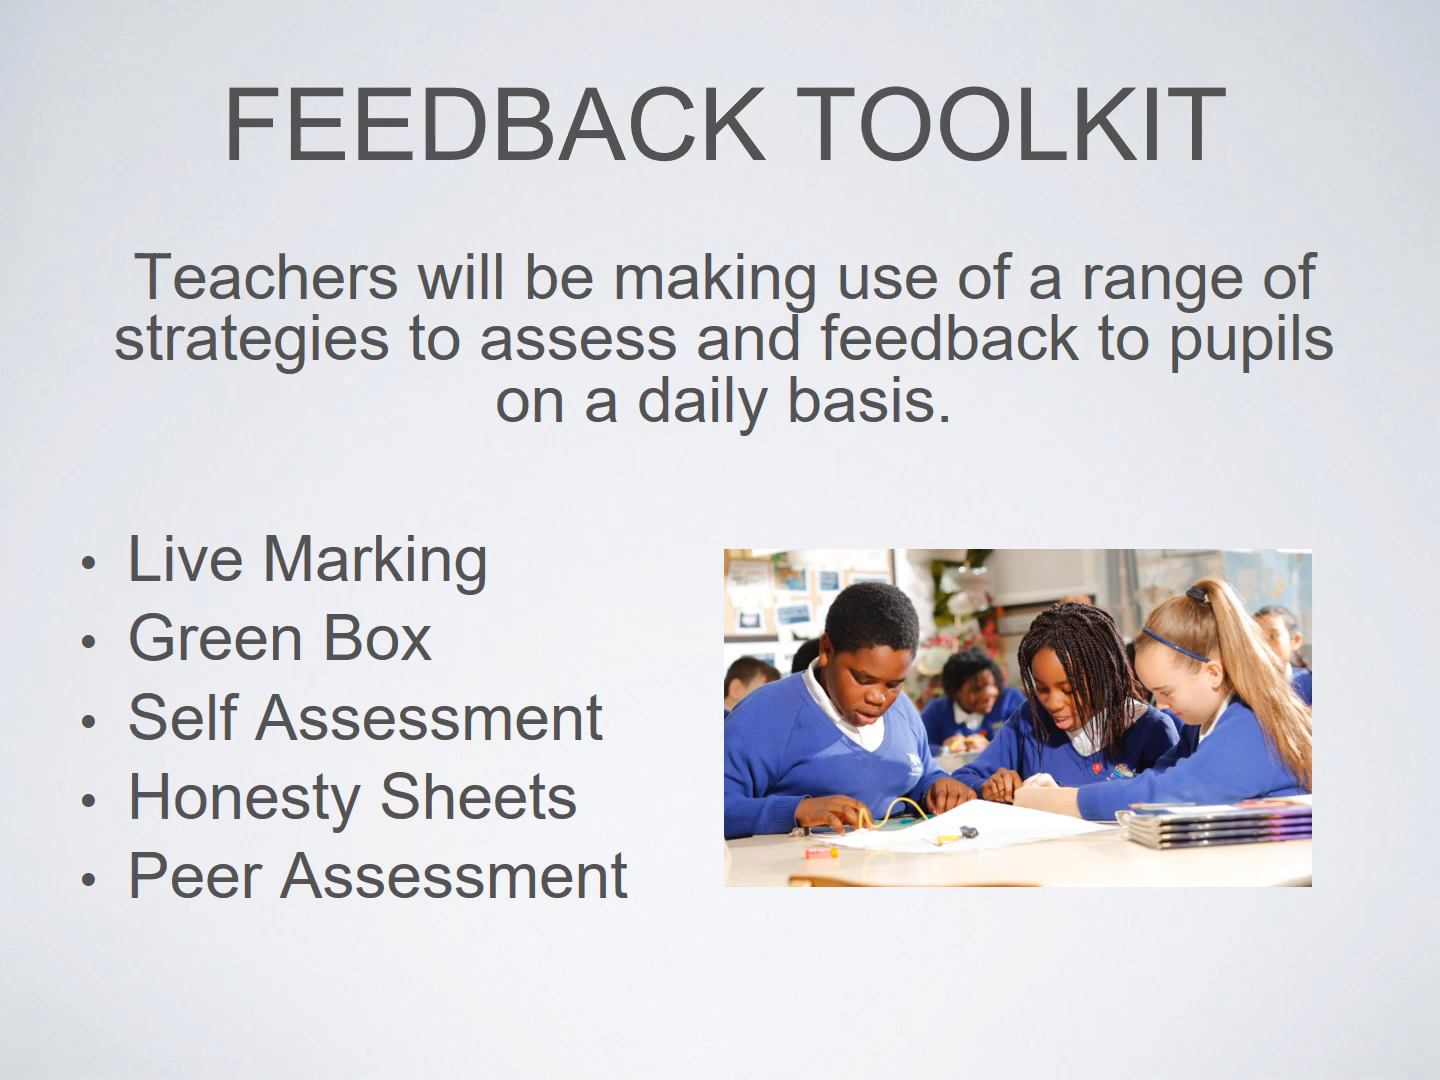 FEEDBACK TOOLKIT
Teachers will be making use of a range of
strategies to assess and feedback to pupils
on a daily basis.
• Live Marking
• Green Box
• Self Assessment
• Honesty Sheets
• Peer Assessment